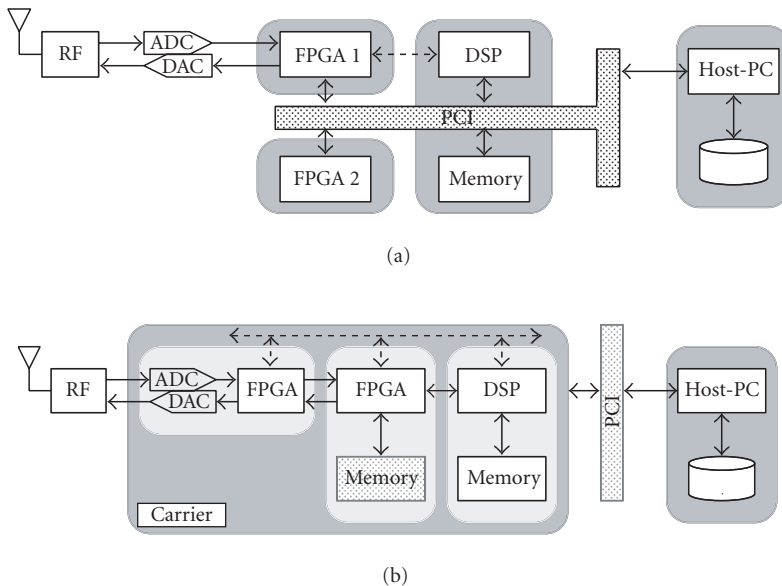 RF
ADC
DAC
FPGA 1
DSP
Host-PC
PCI
FPGA 2
Memory
(a)
RF
ADC
DAC
FPGA
FPGA
DSP
PCI
Host-PC
Memory
Memory
Carrier
(b)